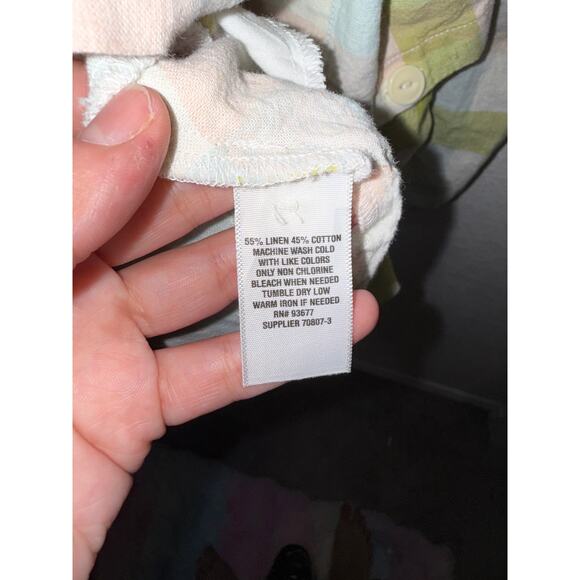 55% LINEN 45% COTTON
MACHINE WASH COLD
WITH LIKE COLORS
ONLY NON CHLORINE
BLEACH WHEN NEEDED
TUMBLE DRY LOW
WARM IRON IF NEEDED
RN# 93677
SUPPLIER 70807-3